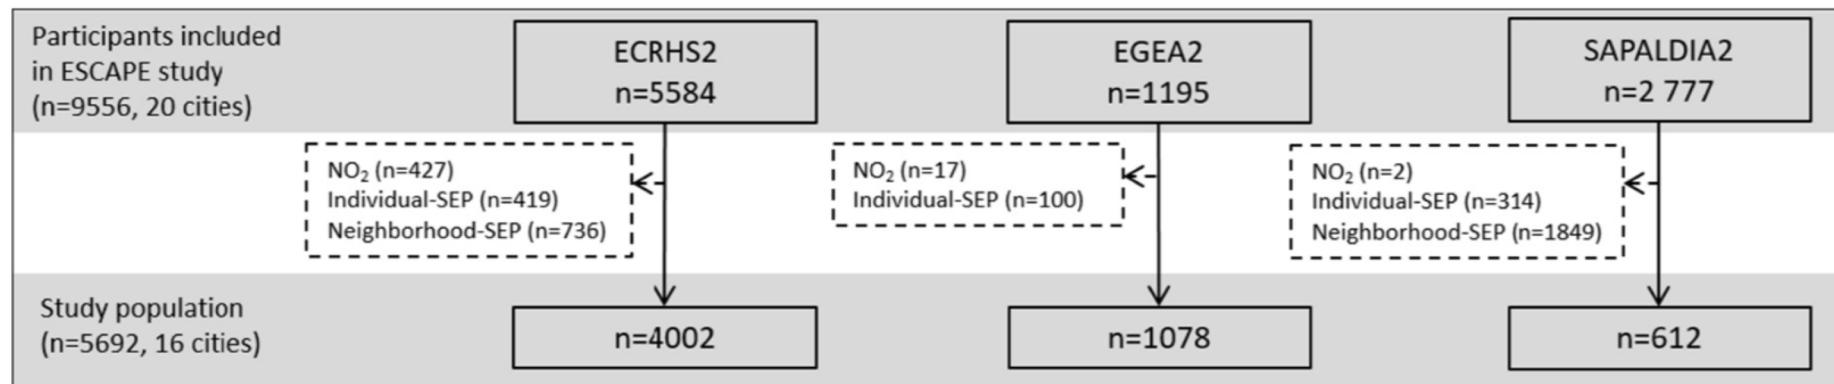 Participants included
in ESCAPE study
(n=9556, 20 cities)
ECRHS2
n=5584
EGEA2
n=1195
SAPALDIA2
n=2 777
NO₂ (n=427)
Individual-SEP (n=419)
Neighborhood-SEP (n=736)
NO₂ (n=17)
Individual-SEP (n=100)
NO₂ (n=2)
Individual-SEP (n=314)
Neighborhood-SEP (n=1849)
Study population
(n=5692, 16 cities)
n=4002
n=1078
n=612